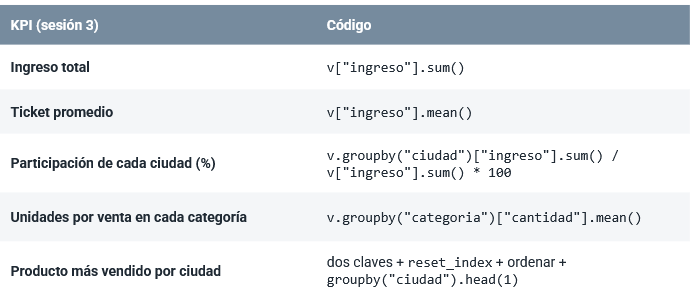 KPI (sesión 3) Código
Ingreso total v["ingreso"].sum()
Ticket promedio v["ingreso"].mean()
Participación de cada ciudad (%) v.groupby("ciudad")["ingreso"].sum() /
v["ingreso"].sum() * 100
Unidades por venta en cada categoría v.groupby("categoria")["cantidad"].mean()
Producto más vendido por ciudad dos claves + reset_index + ordenar +
groupby("ciudad").head(1)